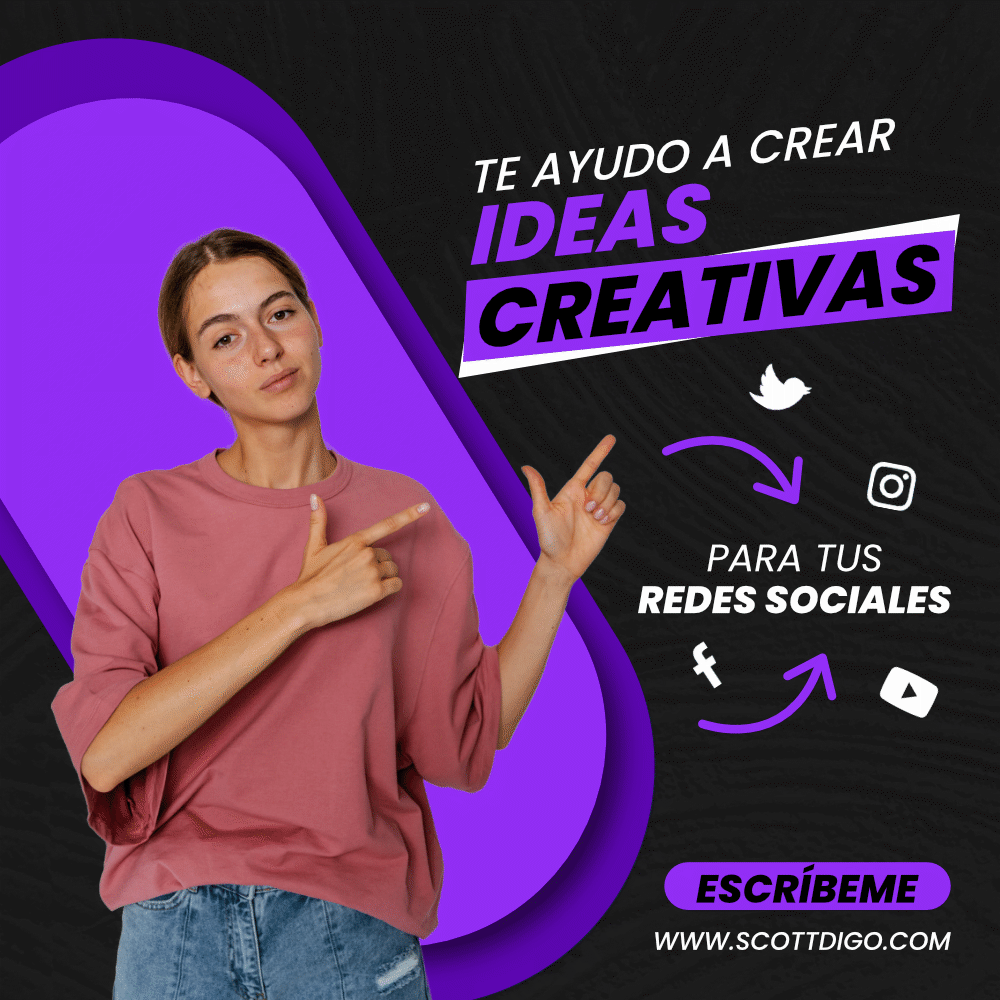 TE AYUDO A CREAR
IDEAS
CREATIVAS
PARA TUS
REDES SOCIALES
ESCRÍBEME
WWW.SCOTTDIGO.COM